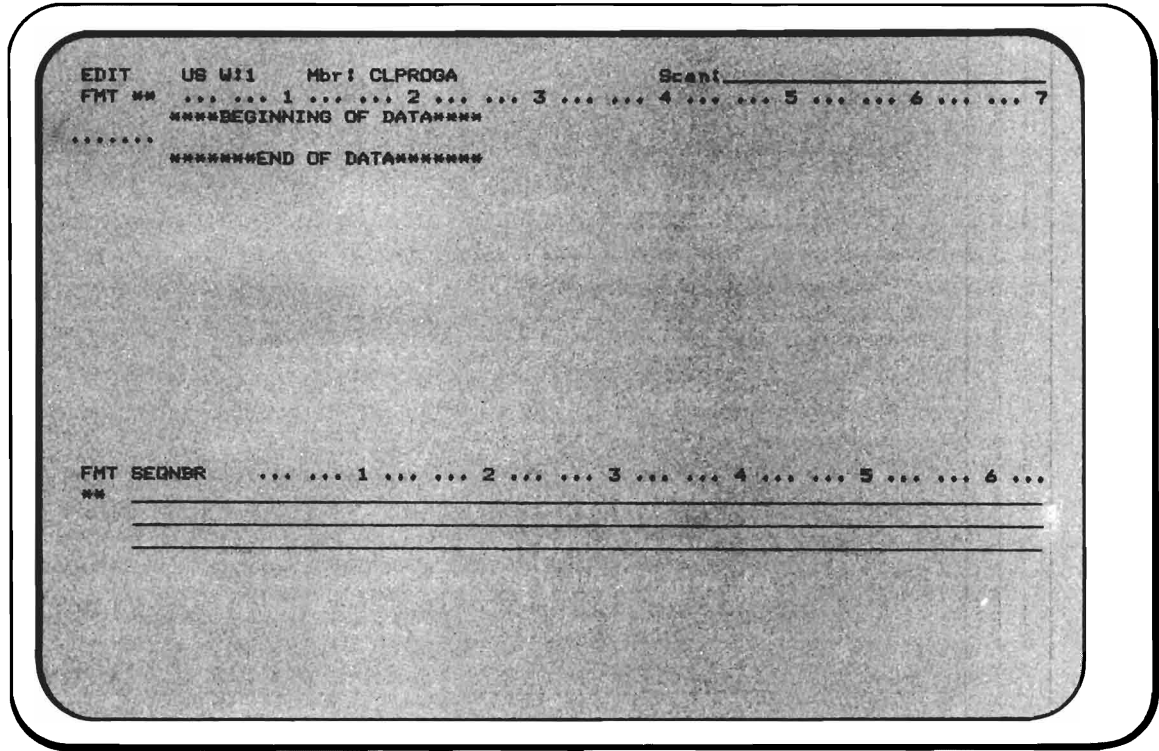 EDIT US W:1 Mbr: CLPROGA Scan:
FMT ** ... ... 1 ... ... 2 ... ... 3 ... ... 4 ... ... 5 ... ... 6 ... ... 7
****BEGINNING OF DATA****
.......
*******END OF DATA*******
FMT SEQNBR ... ... 1 ... ... 2 ... ... 3 ... ... 4 ... ... 5 ... ... 6 ...
**